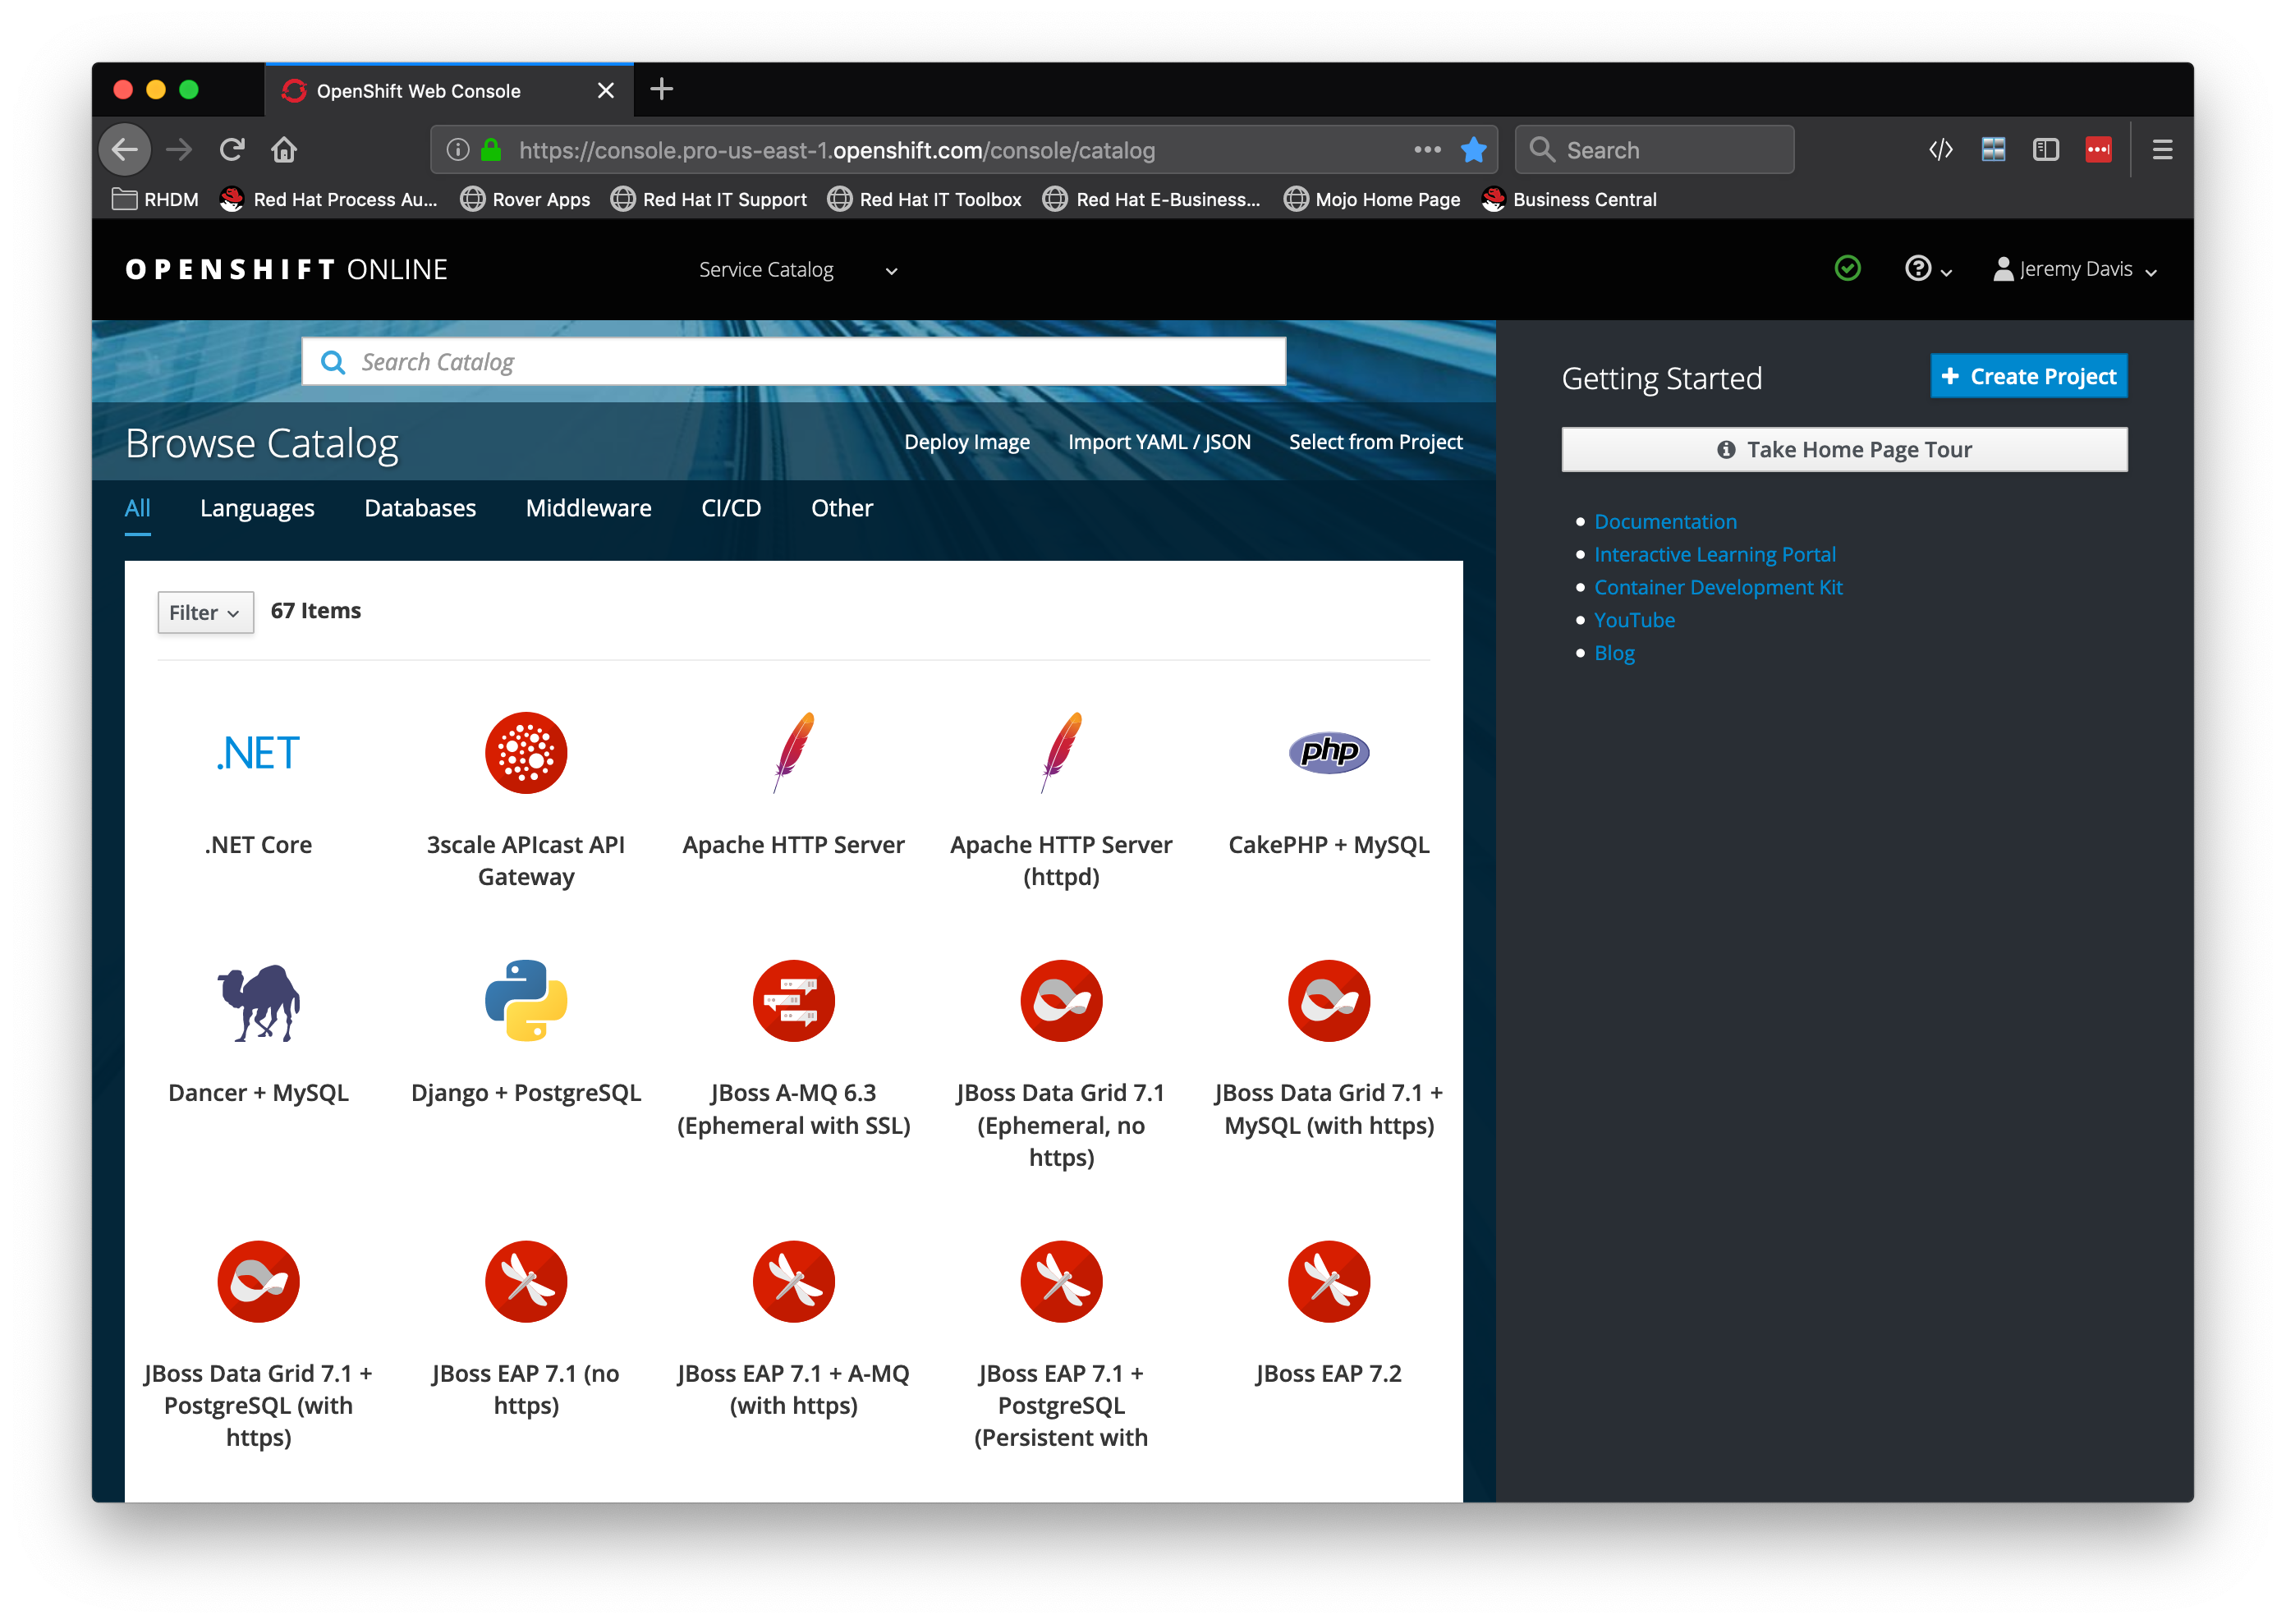 OpenShift Web Console
https://console.pro-us-east-1.openshift.com/console/catalog
Search
RHDM
Red Hat Process Au...
Rover Apps
Red Hat IT Support
Red Hat IT Toolbox
Red Hat E-Business...
Mojo Home Page
Business Central
OPENSHIFT ONLINE
Service Catalog
Jeremy Davis
Search Catalog
Browse Catalog
Deploy Image
Import YAML / JSON
Select from Project
All
Languages
Databases
Middleware
CI/CD
Other
Filter
67 Items
.NET
php
.NET Core
3scale APIcast API
Gateway
Apache HTTP Server
Apache HTTP Server
(httpd)
CakePHP + MySQL
Dancer + MySQL
Django + PostgreSQL
JBoss A-MQ 6.3
(Ephemeral with SSL)
JBoss Data Grid 7.1
(Ephemeral, no
https)
JBoss Data Grid 7.1 +
MySQL (with https)
JBoss Data Grid 7.1 +
PostgreSQL (with
https)
JBoss EAP 7.1 (no
https)
JBoss EAP 7.1 + A-MQ
(with https)
JBoss EAP 7.1 +
PostgreSQL
(Persistent with
JBoss EAP 7.2
Getting Started
Create Project
Take Home Page Tour
Documentation
Interactive Learning Portal
Container Development Kit
YouTube
Blog